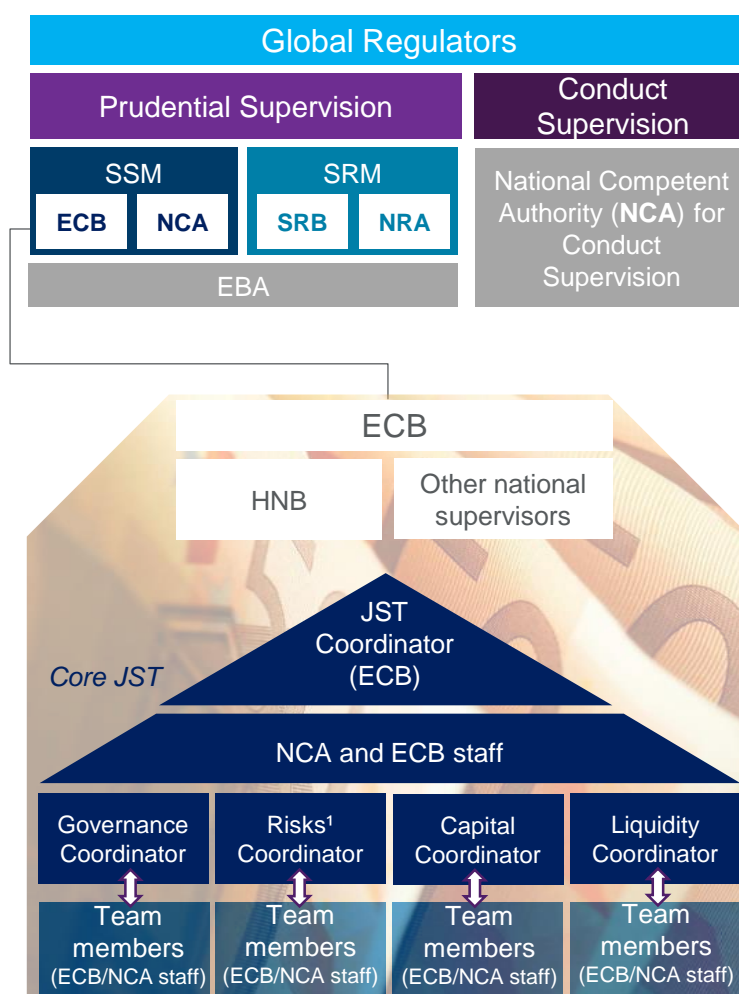 Global Regulators
Prudential Supervision
Conduct
Supervision
SSM
ECB
NCA
SRM
SRB
NRA
National Competent
Authority (NCA) for
Conduct
Supervision
EBA
ECB
HNB
Other national
supervisors
JST
Coordinator
(ECB)
Core JST
NCA and ECB staff
Governance
Coordinator
Risks¹
Coordinator
Capital
Coordinator
Liquidity
Coordinator
Team
members
(ECB/NCA staff)
Team
members
(ECB/NCA staff)
Team
members
(ECB/NCA staff)
Team
members
(ECB/NCA staff)